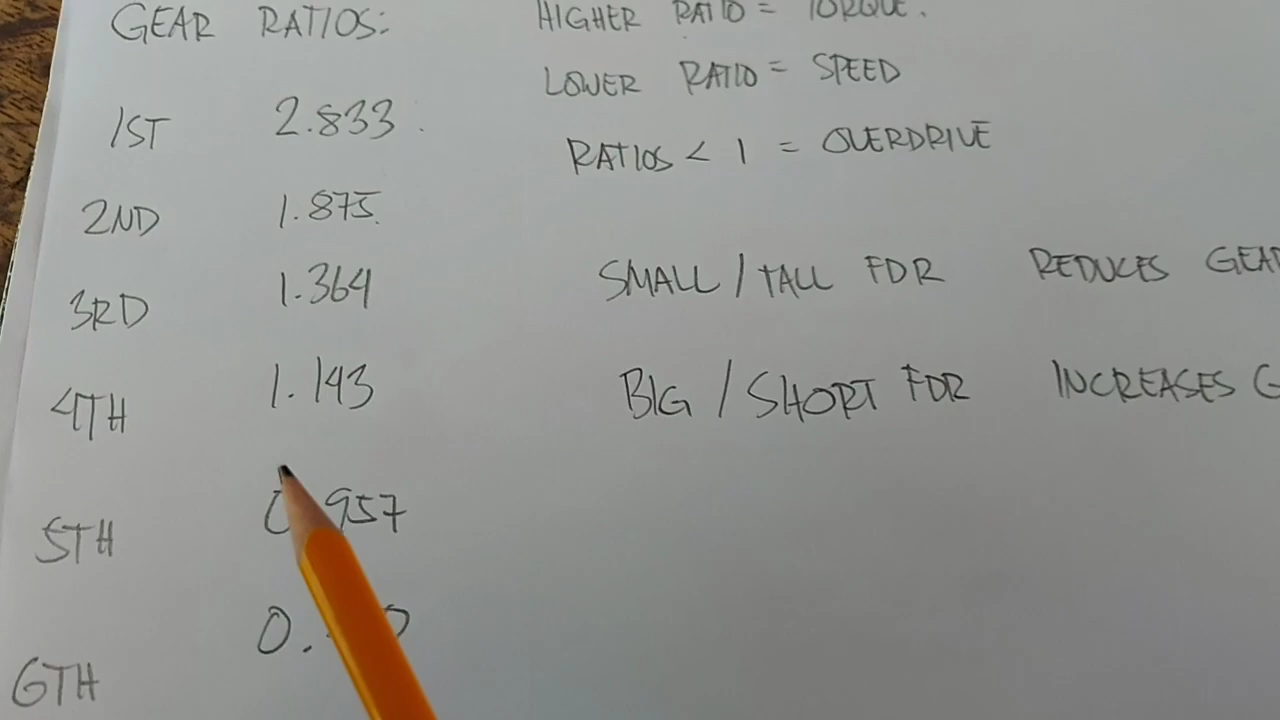 GEAR RATIOS:
1ST 2.833
2ND 1.875
3RD 1.364
4TH 1.143
5TH 0.957
6TH
HIGHER RATIO = TORQUE.
LOWER RATIO = SPEED
RATIOS < 1 = OVERDRIVE
SMALL / TALL FDR REDUCES GEAR
BIG / SHORT FDR INCREASES G